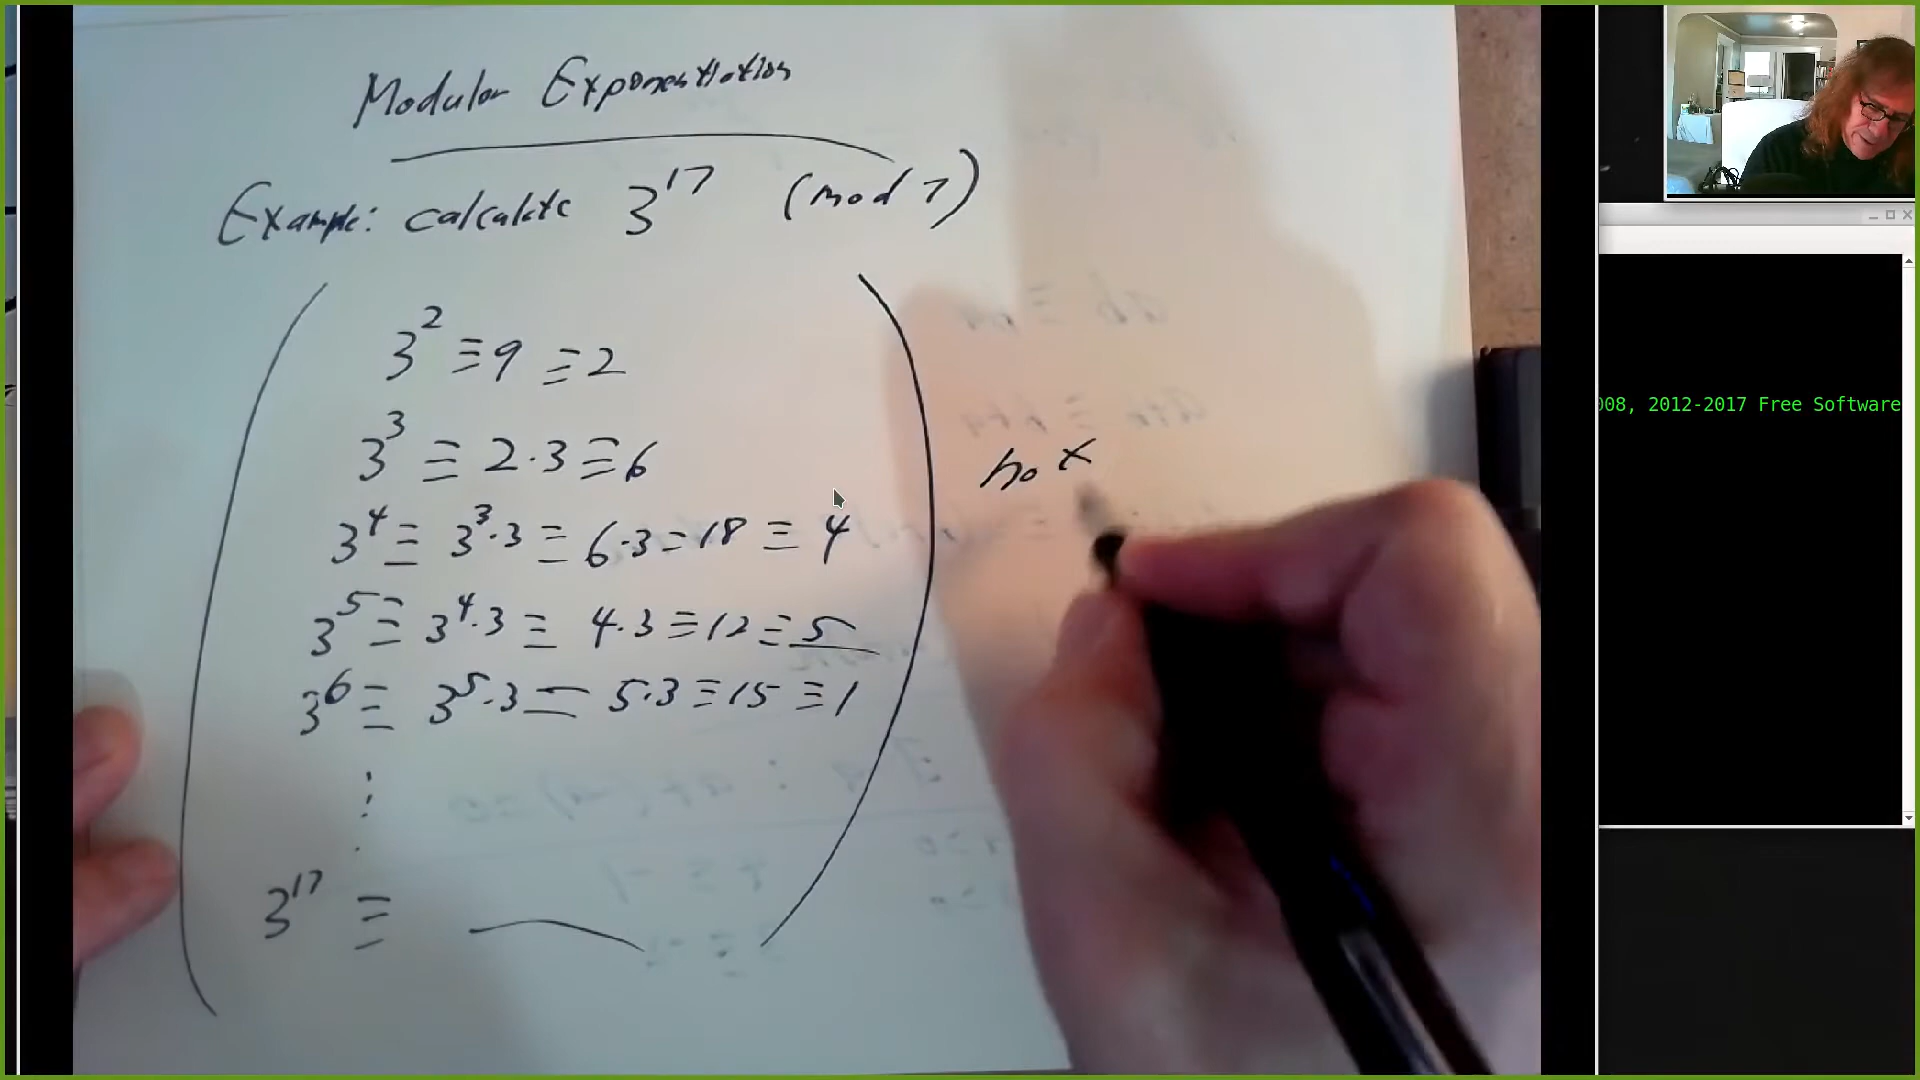 Modular Exponentiation
Example: calculate 3^17 (mod 7)
3^2 ≡ 9 ≡ 2
3^3 ≡ 2·3 ≡ 6
3^4 ≡ 3^3·3 ≡ 6·3 = 18 ≡ 4
3^5 ≡ 3^4·3 ≡ 4·3 ≡ 12 ≡ 5
3^6 ≡ 3^5·3 = 5·3 ≡ 15 ≡ 1
⋮
3^17 ≡
008, 2012-2017 Free Software